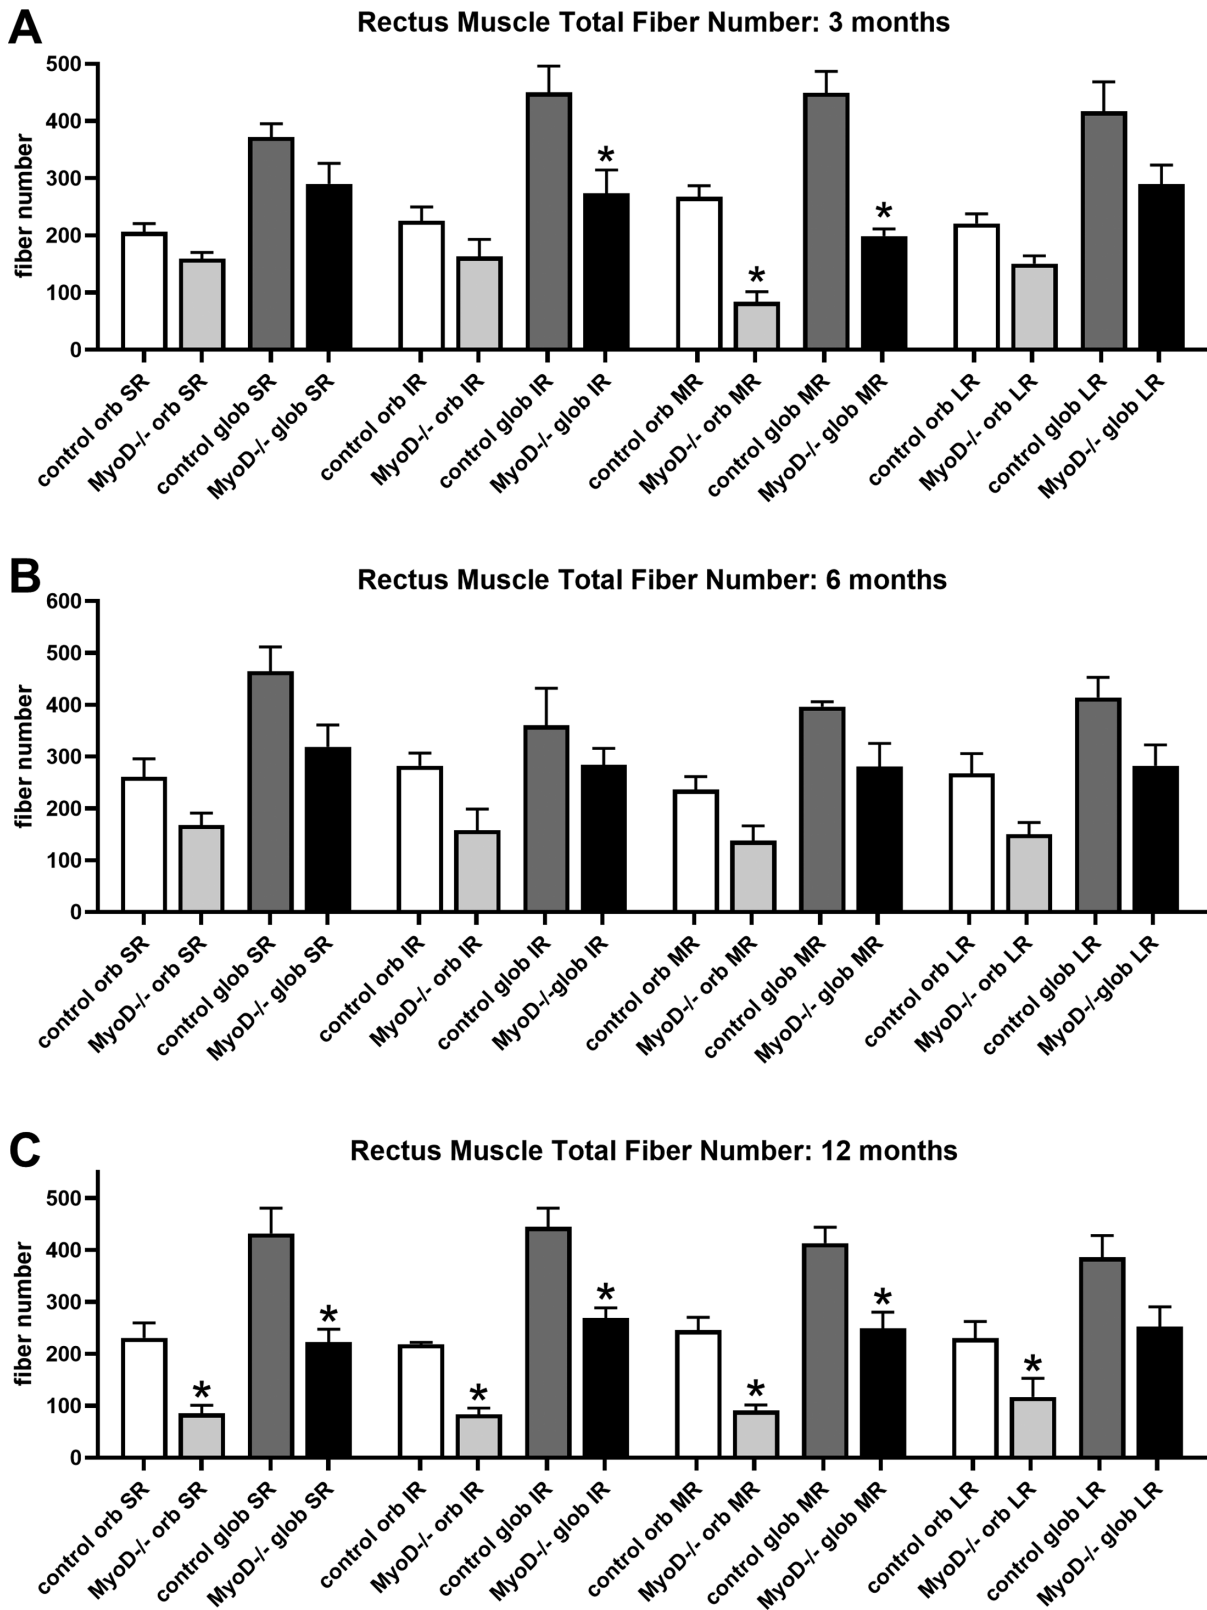 A
Rectus Muscle Total Fiber Number: 3 months
fiber number
500
400
300
200
100
0
*
*
*
control orb SR
MyoD-/- orb SR
control glob SR
MyoD-/- glob SR
control orb IR
MyoD-/- orb IR
control glob IR
MyoD-/- glob IR
control orb MR
MyoD-/- orb MR
control glob MR
MyoD-/- glob MR
control orb LR
MyoD-/- orb LR
control glob LR
MyoD-/- glob LR
B
Rectus Muscle Total Fiber Number: 6 months
fiber number
600
500
400
300
200
100
0
control orb SR
MyoD-/- orb SR
control glob SR
MyoD-/- glob SR
control orb IR
MyoD-/- orb IR
control glob IR
MyoD-/-glob IR
control orb MR
MyoD-/- orb MR
control glob MR
MyoD-/- glob MR
control orb LR
MyoD-/- orb LR
control glob LR
MyoD-/-glob LR
C
Rectus Muscle Total Fiber Number: 12 months
fiber number
500
400
300
200
100
0
*
*
*
*
*
*
*
control orb SR
MyoD-/- orb SR
control glob SR
MyoD-/- glob SR
control orb IR
MyoD-/- orb IR
control glob IR
MyoD-/- glob IR
control orb MR
MyoD-/- orb MR
control glob MR
MyoD-/- glob MR
control orb LR
MyoD-/- orb LR
control glob LR
MyoD-/- glob LR